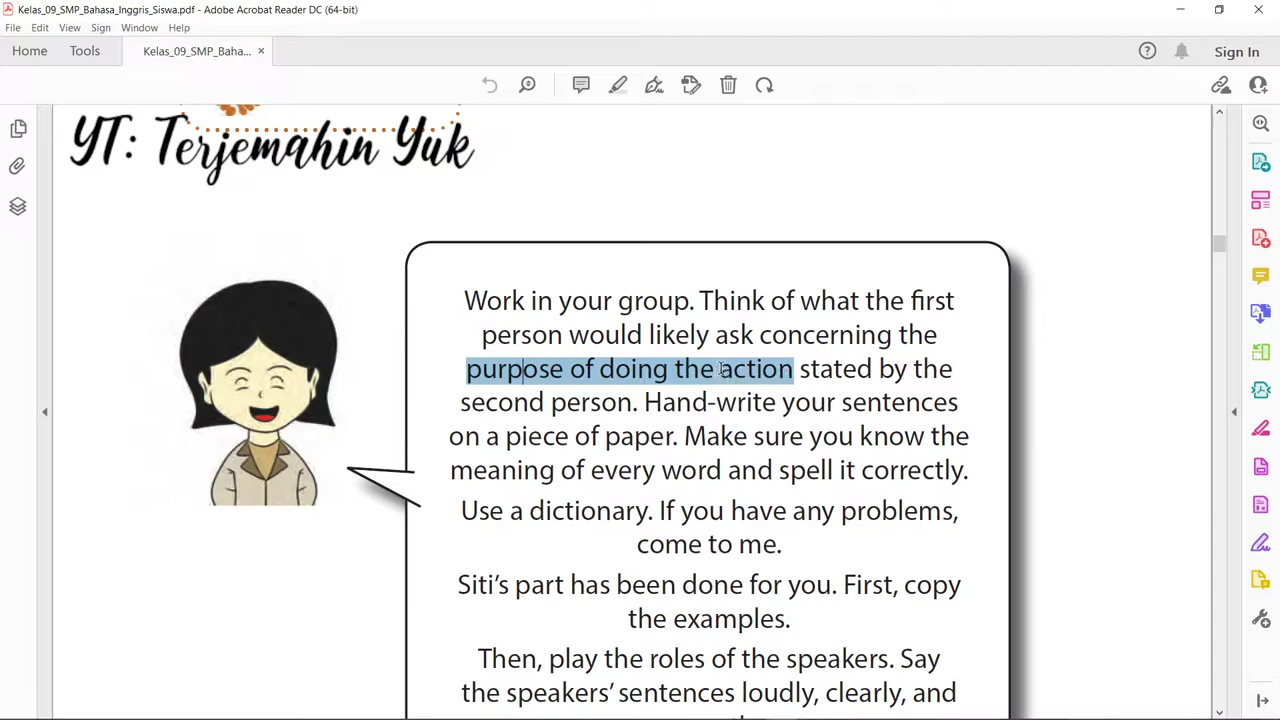 Kelas_09_SMP_Bahasa_Inggris_Siswa.pdf - Adobe Acrobat Reader DC (64-bit)
File Edit View Sign Window Help
Home Tools Kelas_09_SMP_Baha... × Sign In
YT: Terjemahin Yuk
Work in your group. Think of what the first
person would likely ask concerning the
purpose of doing the action stated by the
second person. Hand-write your sentences
on a piece of paper. Make sure you know the
meaning of every word and spell it correctly.
Use a dictionary. If you have any problems,
come to me.
Siti’s part has been done for you. First, copy
the examples.
Then, play the roles of the speakers. Say
the speakers’ sentences loudly, clearly, and